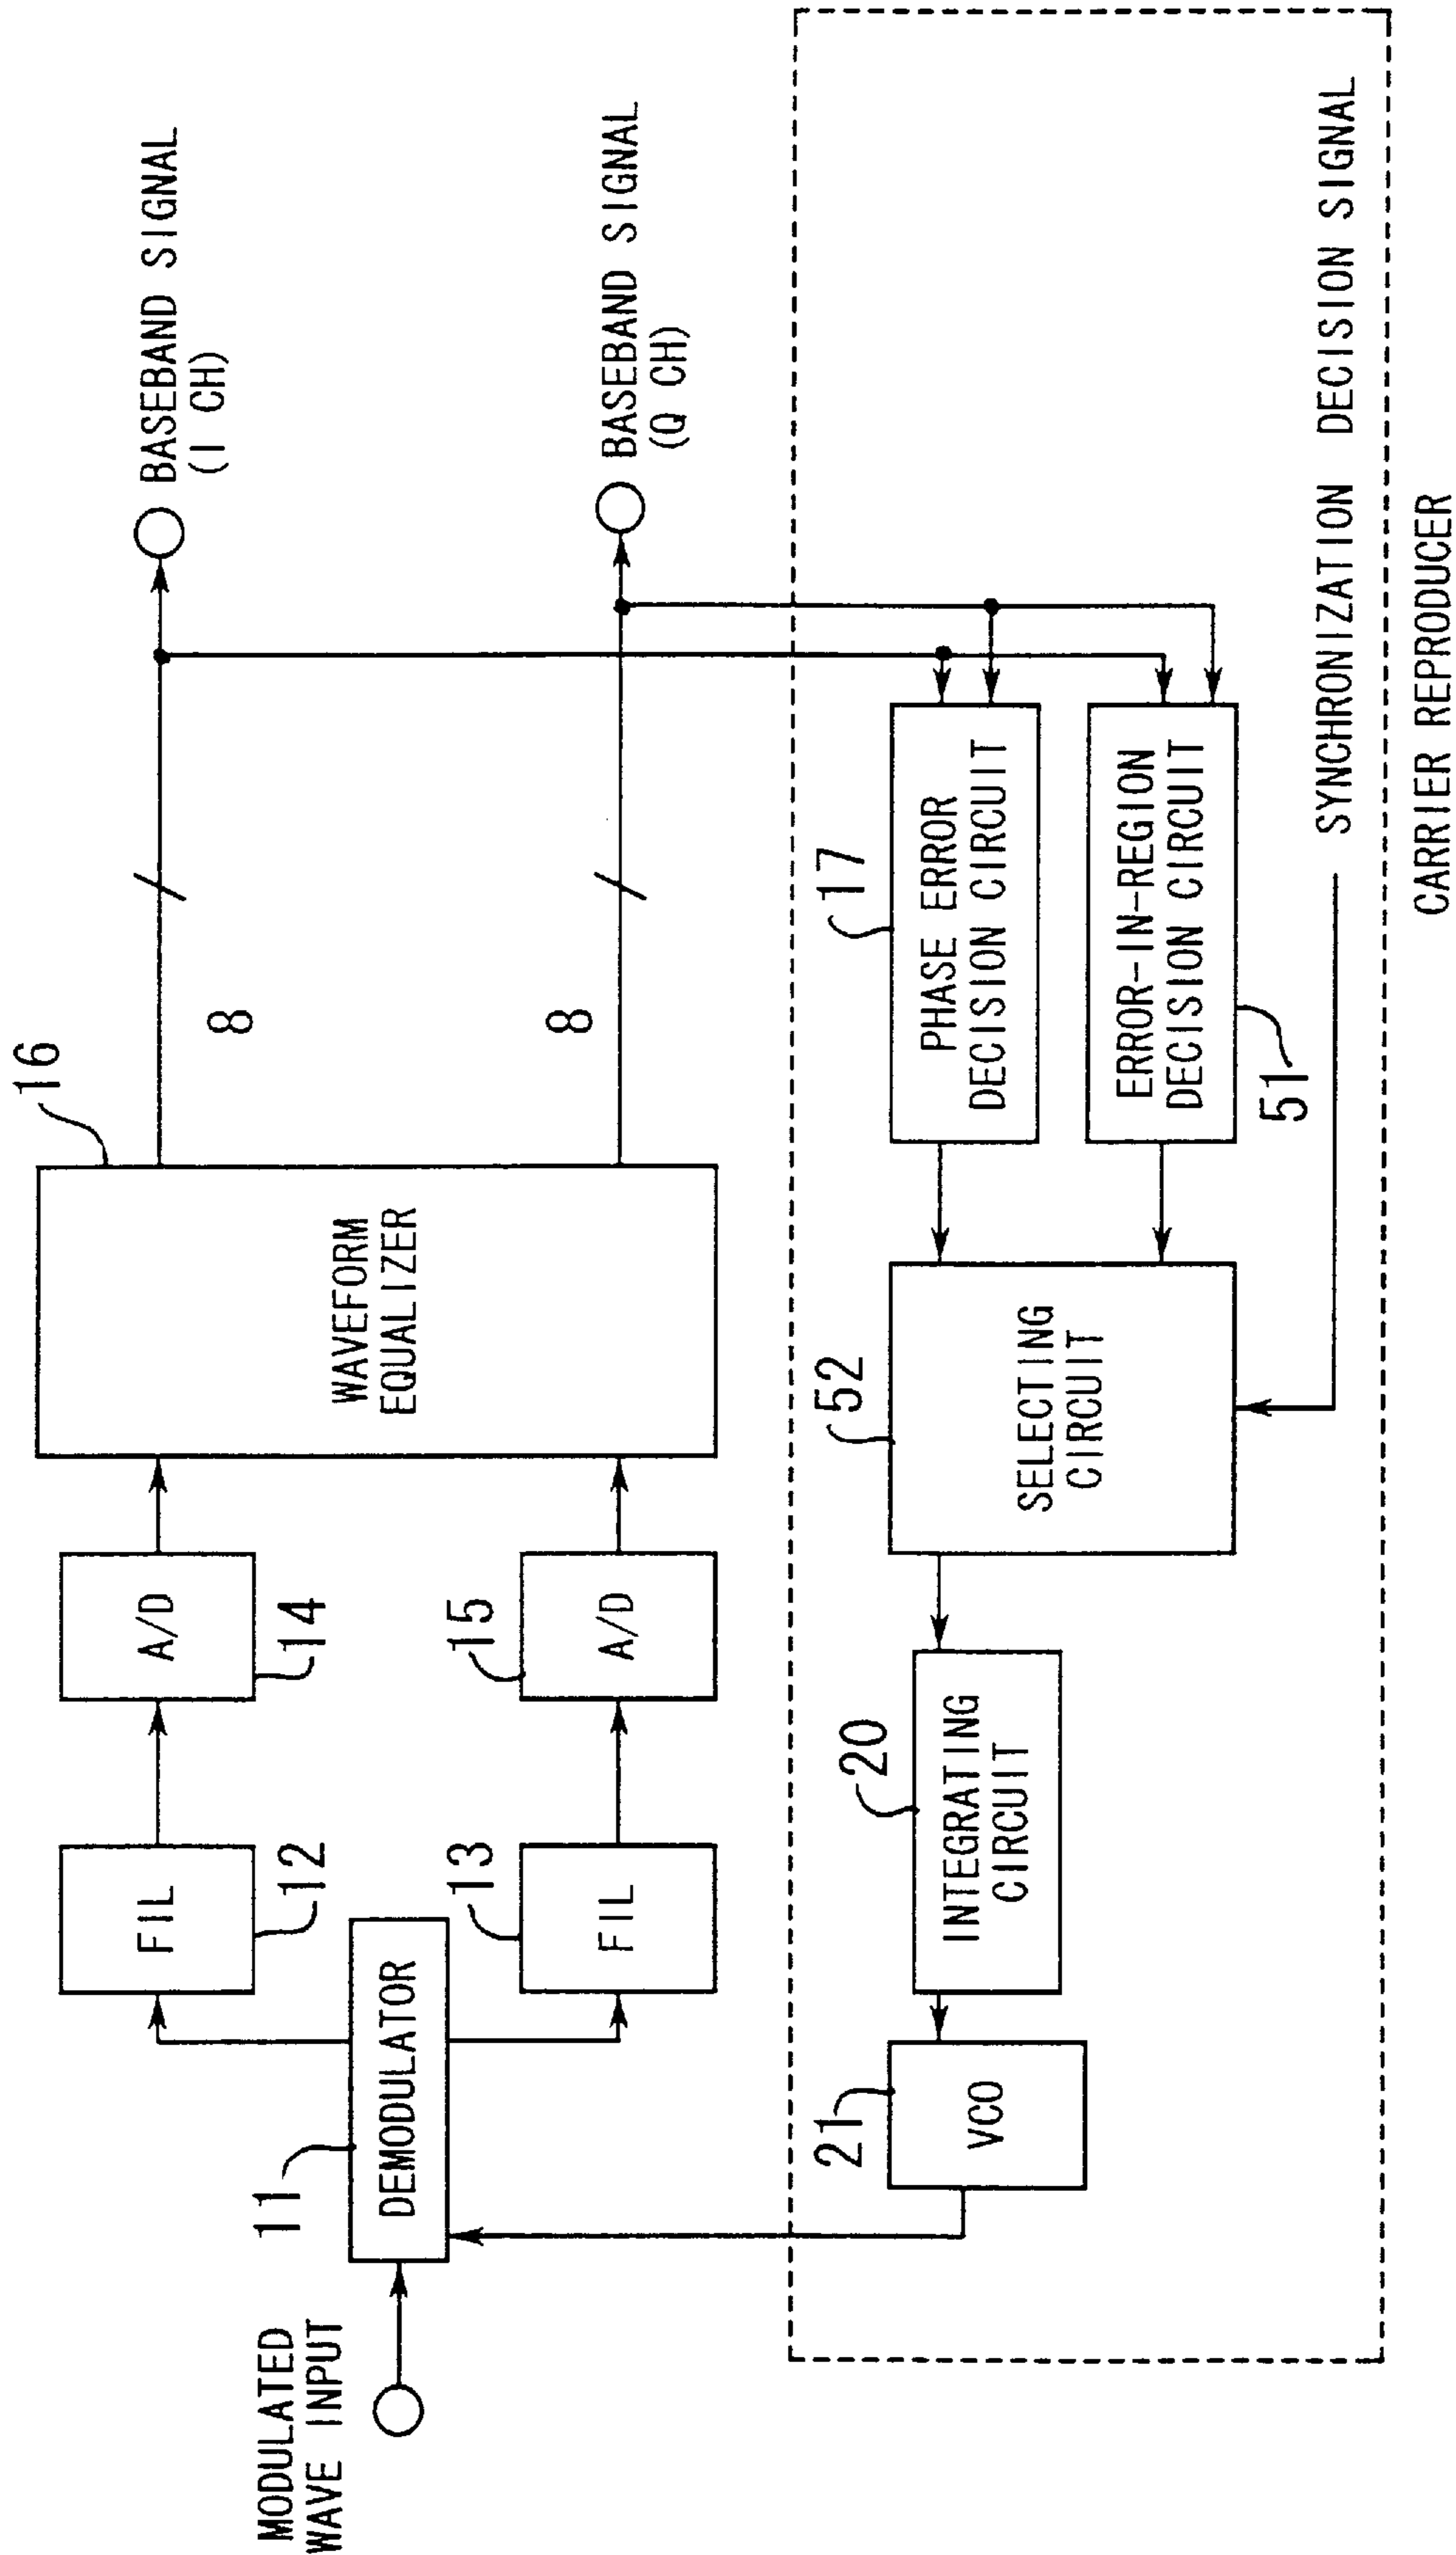 MODULATED
WAVE INPUT
11
DEMODULATOR
FIL
12
13
FIL
A/D
14
15
A/D
16
WAVEFORM
EQUALIZER
8
8
BASEBAND SIGNAL
(I CH)
BASEBAND SIGNAL
(Q CH)
21
VCO
20
INTEGRATING
CIRCUIT
52
SELECTING
CIRCUIT
17
PHASE ERROR
DECISION CIRCUIT
ERROR-IN-REGION
DECISION CIRCUIT
51
SYNCHRONIZATION DECISION SIGNAL
CARRIER REPRODUCER